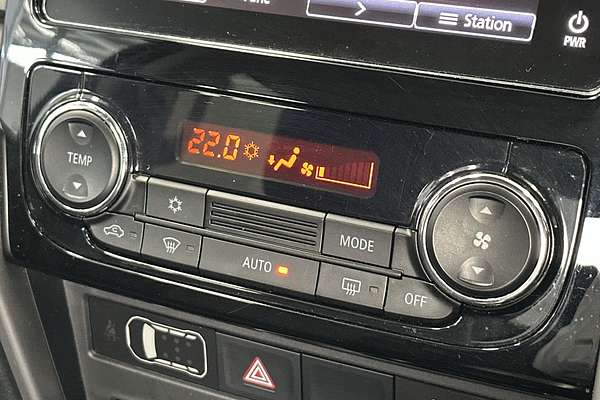 Station
PWR
22.0
TEMP
MODE
AUTO
OFF